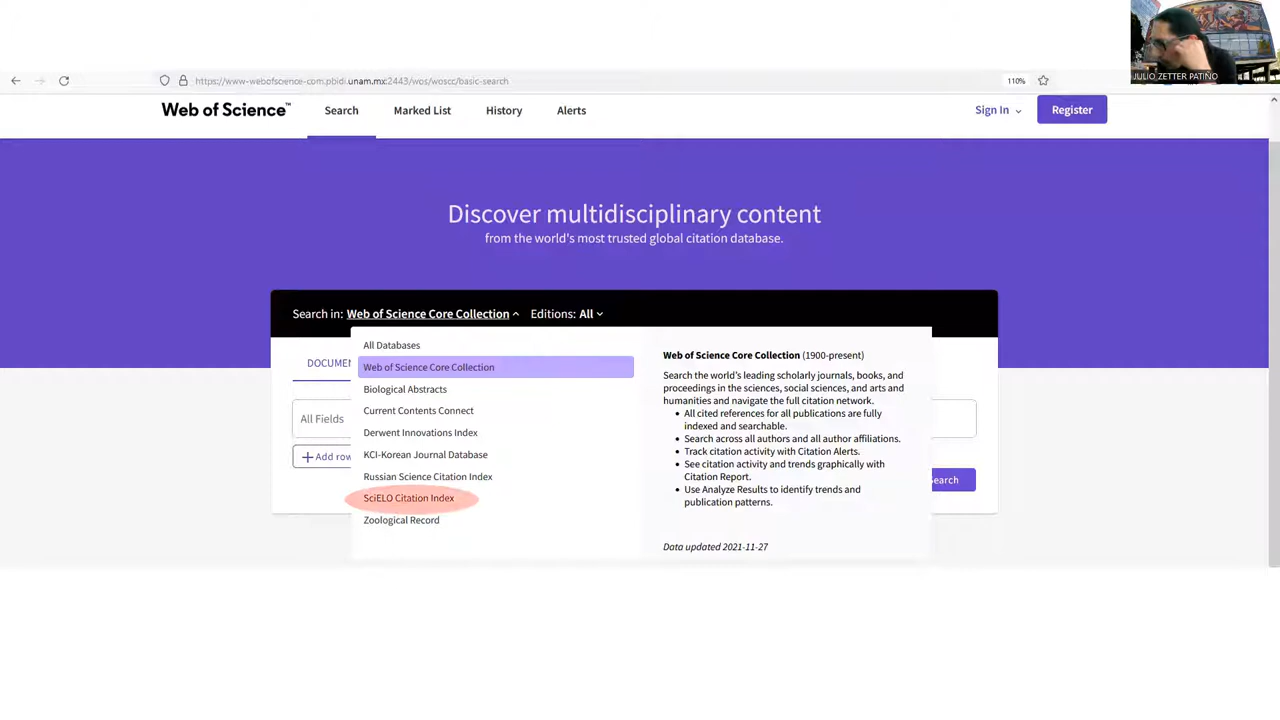 JULIO ZETTER PATIÑO
https://www-webofscience-com.pbidi.unam.mx:2443/wos/woscc/basic-search
110%
Web of Science™ Search Marked List History Alerts Sign In Register
Discover multidisciplinary content
from the world's most trusted global citation database.
Search in: Web of Science Core Collection Editions: All
DOCUMEN
All Fields
Add row
All Databases
Web of Science Core Collection
Biological Abstracts
Current Contents Connect
Derwent Innovations Index
KCI-Korean Journal Database
Russian Science Citation Index
SciELO Citation Index
Zoological Record
Web of Science Core Collection (1900-present)
Search the world's leading scholarly journals, books, and
proceedings in the sciences, social sciences, and arts and
humanities and navigate the full citation network.
• All cited references for all publications are fully
indexed and searchable.
• Search across all authors and all author affiliations.
• Track citation activity with Citation Alerts.
• See citation activity and trends graphically with
Citation Report.
• Use Analyze Results to identify trends and
publication patterns.
Data updated 2021-11-27
Search